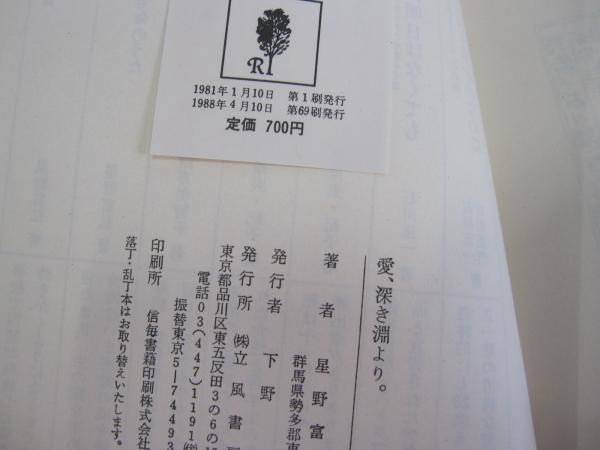 R
1981年1月10日 第1刷発行
1988年4月10日 第69刷発行
定価 700円
愛、深き淵より。
著者 星野富
群馬県勢多郡東
発行者 下野
発行所 ㈱立風書
東京都品川区東五反田3の6の
電話03(447)1191㈹
振替東京5―74493
印刷所 信毎書籍印刷株式会社
落丁・乱丁本はお取り替えいたします。